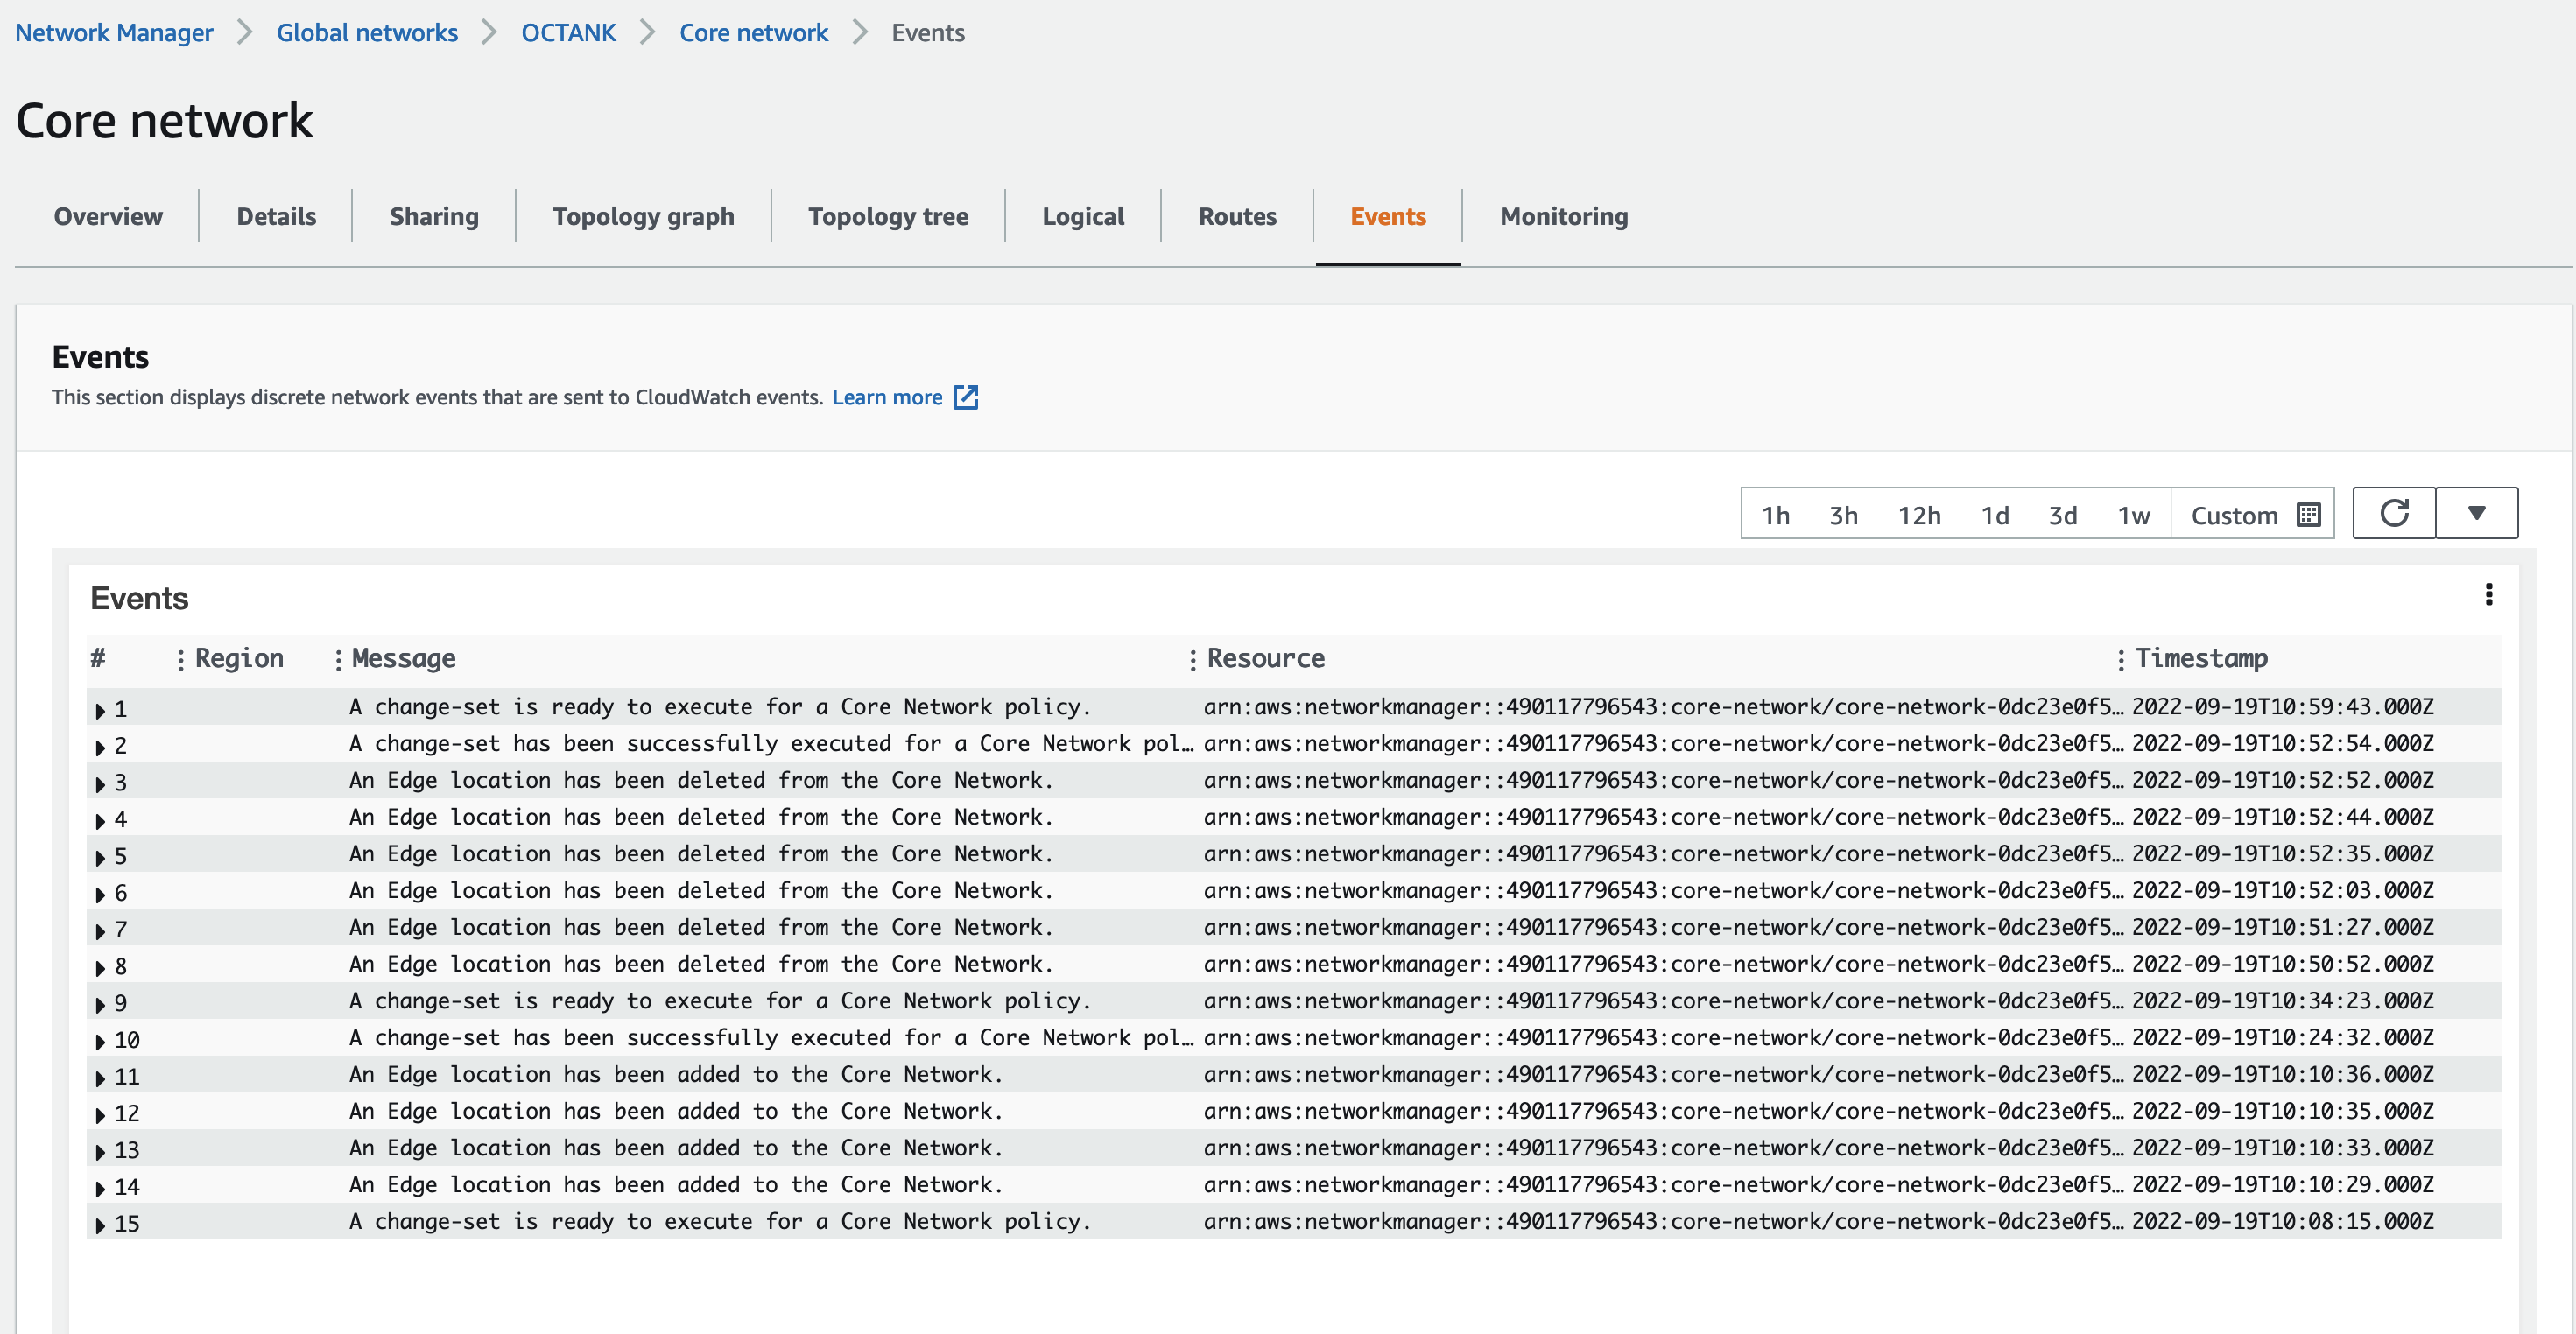 Network Manager > Global networks > OCTANK > Core network > Events
Core network
Overview Details Sharing Topology graph Topology tree Logical Routes Events Monitoring
Events
This section displays discrete network events that are sent to CloudWatch events. Learn more
1h 3h 12h 1d 3d 1w Custom
Events
# Region Message Resource Timestamp
1 A change-set is ready to execute for a Core Network policy. arn:aws:networkmanager::490117796543:core-network/core-network-0dc23e0f5… 2022-09-19T10:59:43.000Z
2 A change-set has been successfully executed for a Core Network pol… arn:aws:networkmanager::490117796543:core-network/core-network-0dc23e0f5… 2022-09-19T10:52:54.000Z
3 An Edge location has been deleted from the Core Network. arn:aws:networkmanager::490117796543:core-network/core-network-0dc23e0f5… 2022-09-19T10:52:52.000Z
4 An Edge location has been deleted from the Core Network. arn:aws:networkmanager::490117796543:core-network/core-network-0dc23e0f5… 2022-09-19T10:52:44.000Z
5 An Edge location has been deleted from the Core Network. arn:aws:networkmanager::490117796543:core-network/core-network-0dc23e0f5… 2022-09-19T10:52:35.000Z
6 An Edge location has been deleted from the Core Network. arn:aws:networkmanager::490117796543:core-network/core-network-0dc23e0f5… 2022-09-19T10:52:03.000Z
7 An Edge location has been deleted from the Core Network. arn:aws:networkmanager::490117796543:core-network/core-network-0dc23e0f5… 2022-09-19T10:51:27.000Z
8 An Edge location has been deleted from the Core Network. arn:aws:networkmanager::490117796543:core-network/core-network-0dc23e0f5… 2022-09-19T10:50:52.000Z
9 A change-set is ready to execute for a Core Network policy. arn:aws:networkmanager::490117796543:core-network/core-network-0dc23e0f5… 2022-09-19T10:34:23.000Z
10 A change-set has been successfully executed for a Core Network pol… arn:aws:networkmanager::490117796543:core-network/core-network-0dc23e0f5… 2022-09-19T10:24:32.000Z
11 An Edge location has been added to the Core Network. arn:aws:networkmanager::490117796543:core-network/core-network-0dc23e0f5… 2022-09-19T10:10:36.000Z
12 An Edge location has been added to the Core Network. arn:aws:networkmanager::490117796543:core-network/core-network-0dc23e0f5… 2022-09-19T10:10:35.000Z
13 An Edge location has been added to the Core Network. arn:aws:networkmanager::490117796543:core-network/core-network-0dc23e0f5… 2022-09-19T10:10:33.000Z
14 An Edge location has been added to the Core Network. arn:aws:networkmanager::490117796543:core-network/core-network-0dc23e0f5… 2022-09-19T10:10:29.000Z
15 A change-set is ready to execute for a Core Network policy. arn:aws:networkmanager::490117796543:core-network/core-network-0dc23e0f5… 2022-09-19T10:08:15.000Z